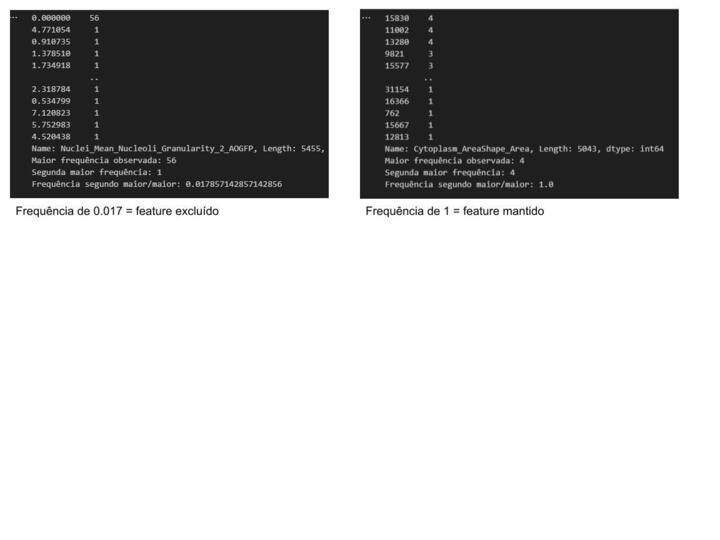 ... 0.000000 56
4.771054 1
0.910735 1
1.378510 1
1.734918 1
..
2.318784 1
0.534799 1
7.120823 1
5.752983 1
4.520438 1
Name: Nuclei_Mean_Nucleoli_Granularity_2_AOGFP, Length: 5455,
Maior frequência observada: 56
Segunda maior frequência: 1
Frequência segundo maior/maior: 0.017857142857142856
Frequência de 0.017 = feature excluído
... 15830 4
11002 4
13280 4
9821 3
15577 3
..
31154 1
16366 1
762 1
15667 1
12813 1
Name: Cytoplasm_AreaShape_Area, Length: 5043, dtype: int64
Maior frequência observada: 4
Segunda maior frequência: 4
Frequência segundo maior/maior: 1.0
Frequência de 1 = feature mantido